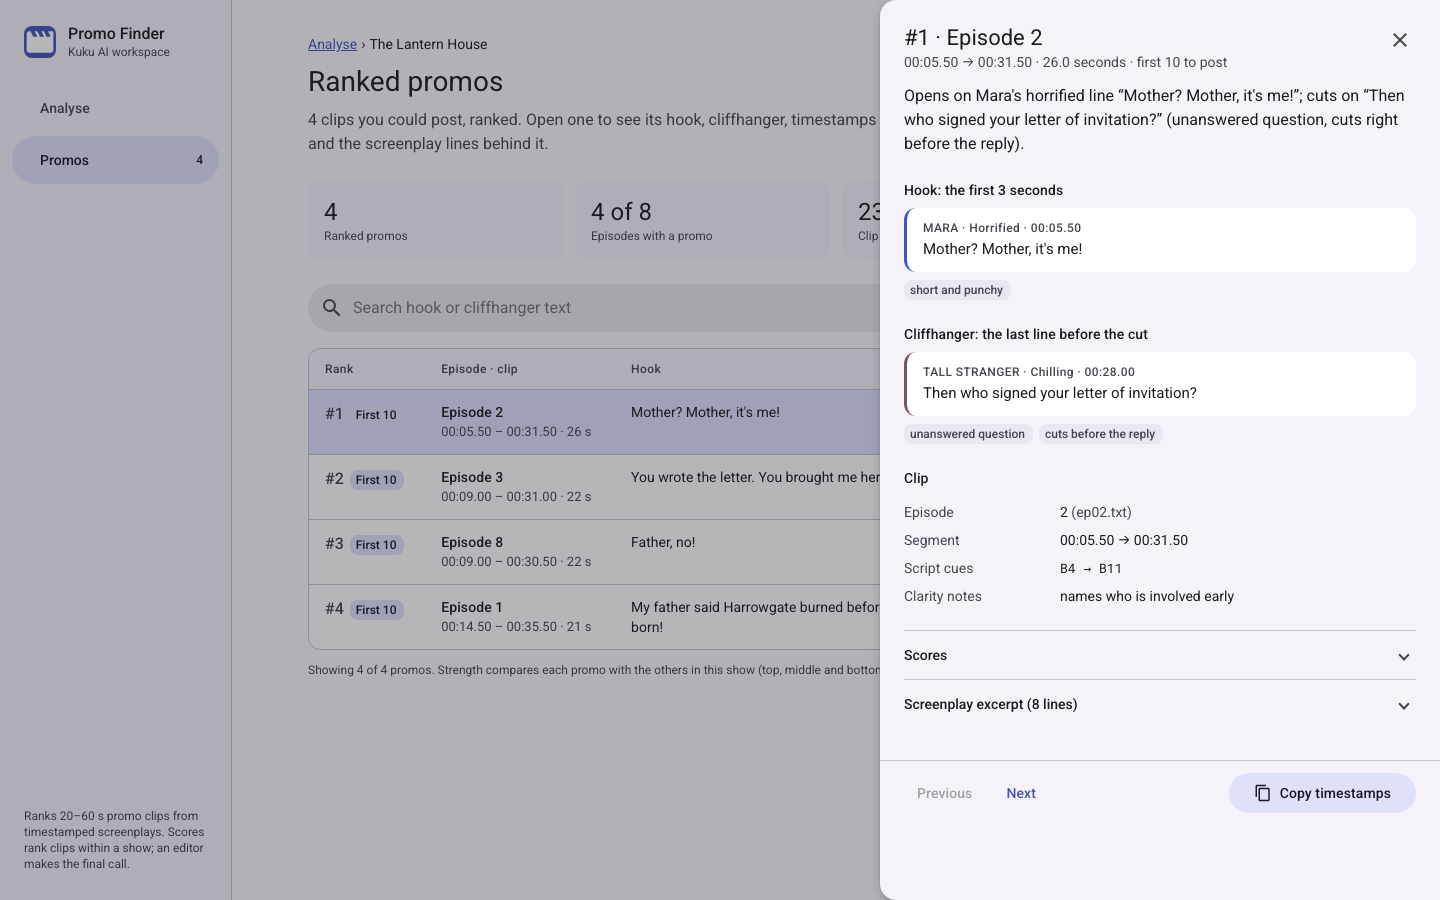 Promo Finder
Kuku AI workspace
Analyse
Promos 4
Ranks 20–60 s promo clips from
timestamped screenplays. Scores
rank clips within a show; an editor
makes the final call.
Analyse › The Lantern House
Ranked promos
4 clips you could post, ranked. Open one to see its hook, cliffhanger, timestamps
and the screenplay lines behind it.
4
Ranked promos
4 of 8
Episodes with a promo
23
Clip
Search hook or cliffhanger text
Rank Episode · clip Hook
#1 First 10 Episode 2 Mother? Mother, it's me!
00:05.50 – 00:31.50 · 26 s
#2 First 10 Episode 3 You wrote the letter. You brought me her
00:09.00 – 00:31.00 · 22 s
#3 First 10 Episode 8 Father, no!
00:09.00 – 00:30.50 · 22 s
#4 First 10 Episode 1 My father said Harrowgate burned befor
00:14.50 – 00:35.50 · 21 s born!
Showing 4 of 4 promos. Strength compares each promo with the others in this show (top, middle and bottom
#1 · Episode 2
00:05.50 → 00:31.50 · 26.0 seconds · first 10 to post
Opens on Mara's horrified line “Mother? Mother, it's me!”; cuts on “Then
who signed your letter of invitation?” (unanswered question, cuts right
before the reply).
Hook: the first 3 seconds
MARA · Horrified · 00:05.50
Mother? Mother, it's me!
short and punchy
Cliffhanger: the last line before the cut
TALL STRANGER · Chilling · 00:28.00
Then who signed your letter of invitation?
unanswered question cuts before the reply
Clip
Episode 2 (ep02.txt)
Segment 00:05.50 → 00:31.50
Script cues B4 → B11
Clarity notes names who is involved early
Scores
Screenplay excerpt (8 lines)
Previous Next Copy timestamps